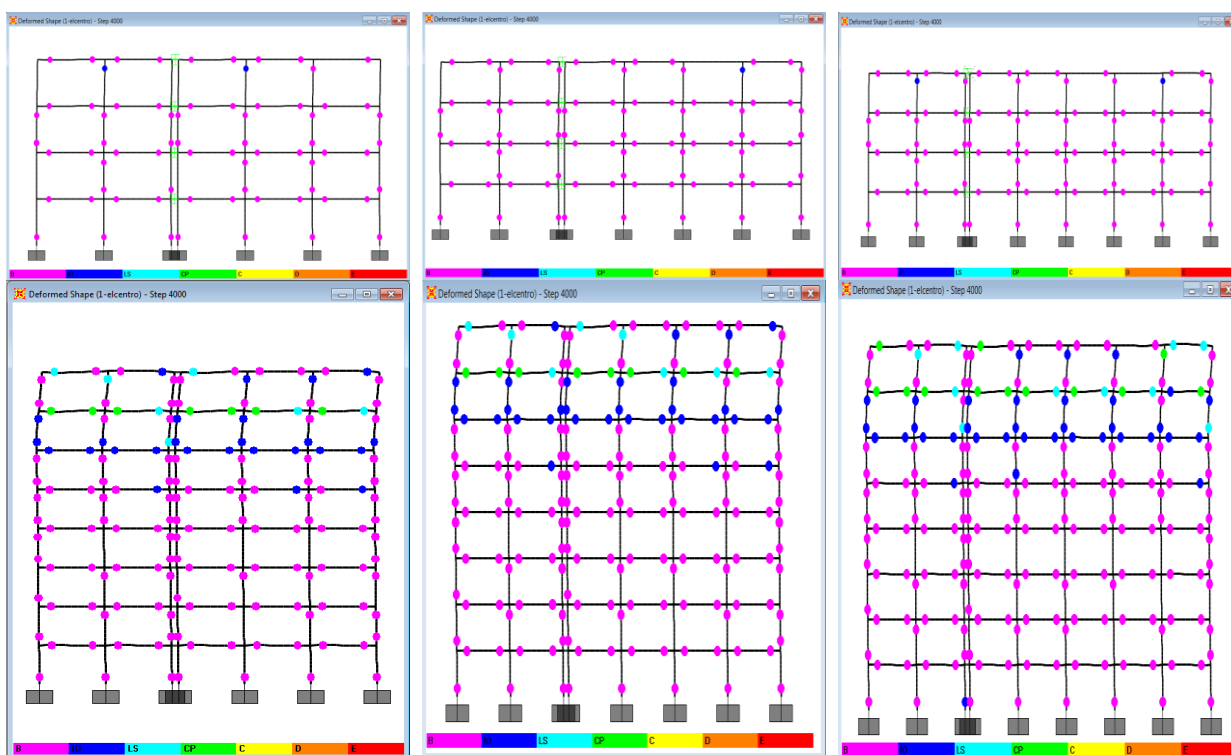 Deformed Shape (1-elcentro) - Step 4000
Deformed Shape (1-elcentro) - Step 4000
Deformed Shape (1-elcentro) - Step 4000
B IO LS CP C D E
B IO LS CP C D E
B IO LS CP C D E
Deformed Shape (1-elcentro) - Step 4000
Deformed Shape (1-elcentro) - Step 4000
Deformed Shape (1-elcentro) - Step 4000
B IO LS CP C D E
B IO LS CP C D E
B IO LS CP C D E